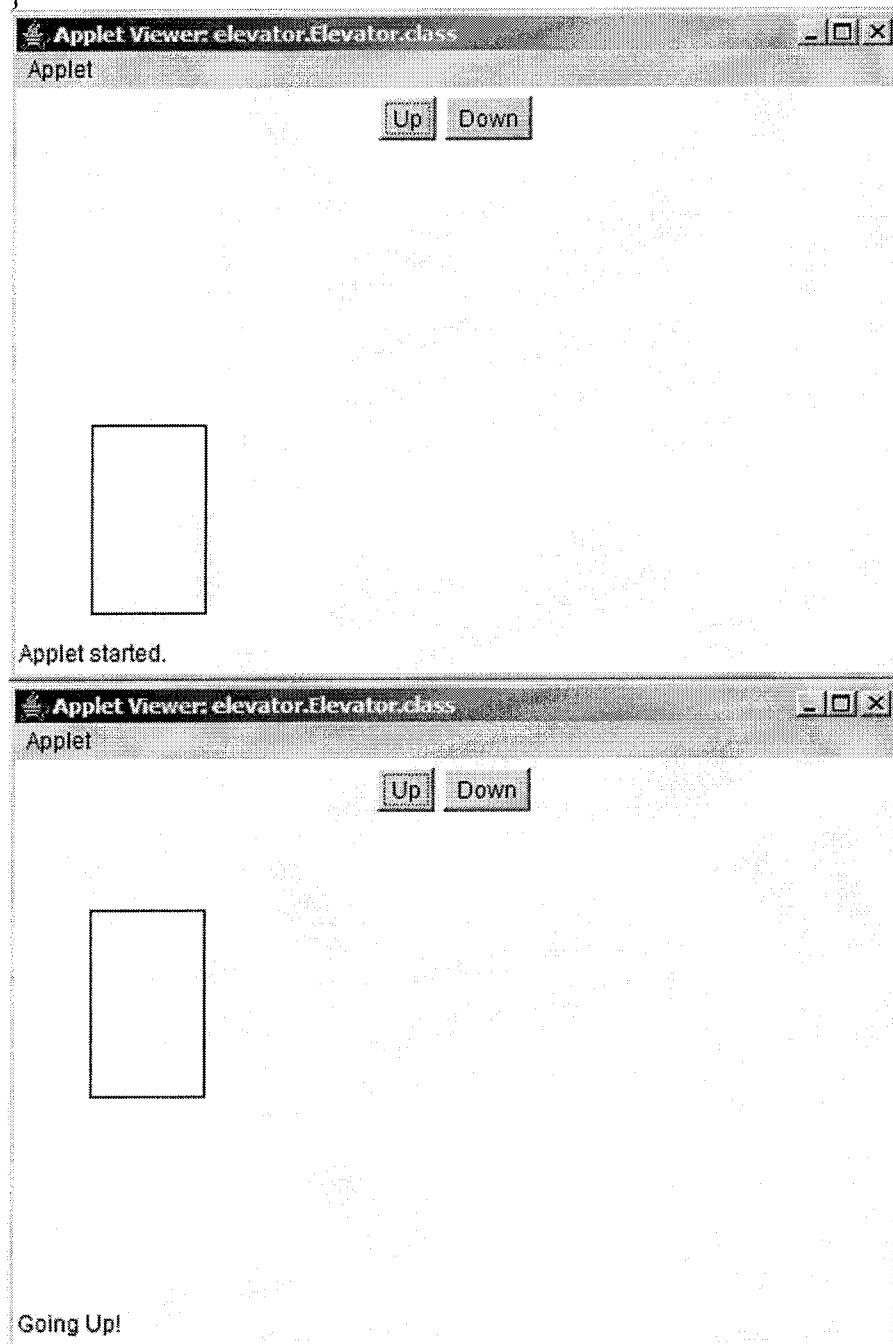 }
Applet Viewer: elevator.Elevator.class
Applet
Up Down
Applet started.
Applet Viewer: elevator.Elevator.class
Applet
Up Down
Going Up!